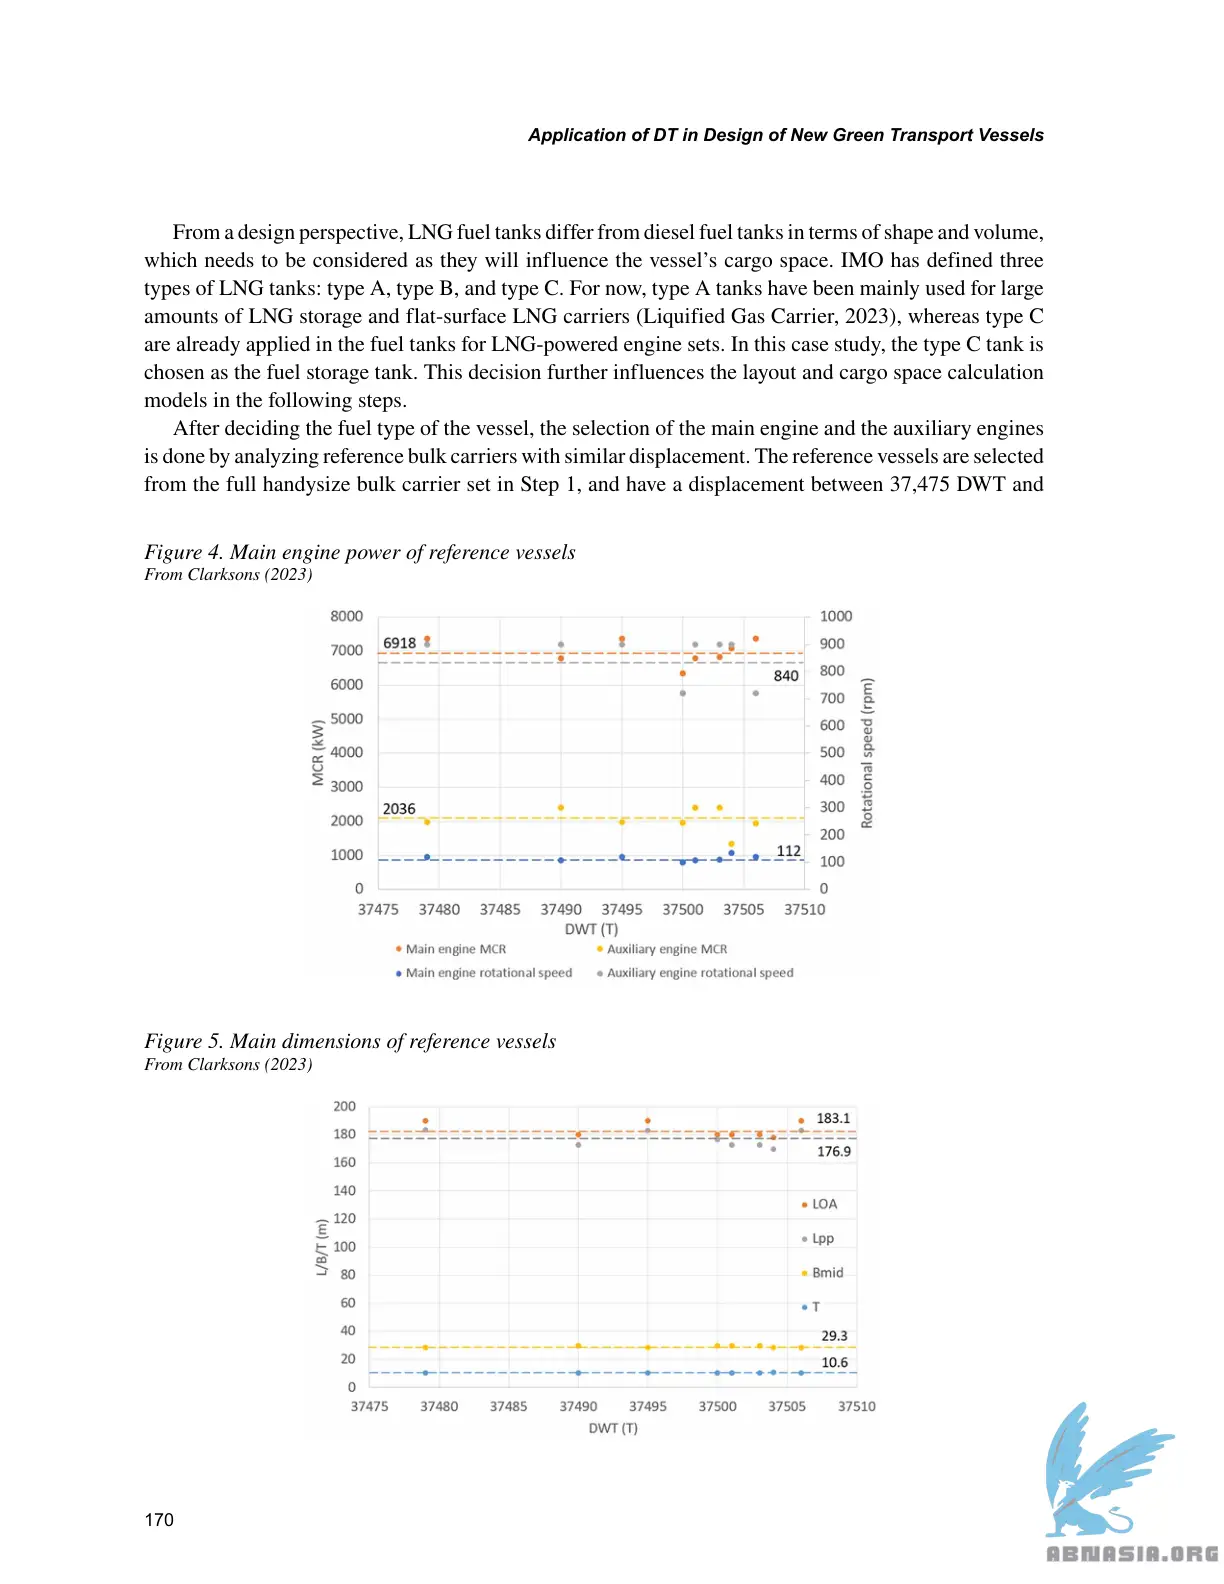 Application of DT in Design of New Green Transport Vessels
From a design perspective, LNG fuel tanks differ from diesel fuel tanks in terms of shape and volume,
which needs to be considered as they will influence the vessel’s cargo space. IMO has defined three
types of LNG tanks: type A, type B, and type C. For now, type A tanks have been mainly used for large
amounts of LNG storage and flat-surface LNG carriers (Liquified Gas Carrier, 2023), whereas type C
are already applied in the fuel tanks for LNG-powered engine sets. In this case study, the type C tank is
chosen as the fuel storage tank. This decision further influences the layout and cargo space calculation
models in the following steps.
After deciding the fuel type of the vessel, the selection of the main engine and the auxiliary engines
is done by analyzing reference bulk carriers with similar displacement. The reference vessels are selected
from the full handysize bulk carrier set in Step 1, and have a displacement between 37,475 DWT and
Figure 4. Main engine power of reference vessels
From Clarksons (2023)
8000
7000
6000
5000
4000
3000
2000
1000
0
MCR (kW)
6918
2036
840
112
1000
900
800
700
600
500
400
300
200
100
0
Rotational speed (rpm)
37475 37480 37485 37490 37495 37500 37505 37510
DWT (T)
Main engine MCR
Auxiliary engine MCR
Main engine rotational speed
Auxiliary engine rotational speed
Figure 5. Main dimensions of reference vessels
From Clarksons (2023)
200
180
160
140
120
100
80
60
40
20
0
L/B/T (m)
183.1
176.9
LOA
Lpp
Bmid
T
29.3
10.6
37475 37480 37485 37490 37495 37500 37505 37510
DWT (T)
170
ABNASIA.ORG